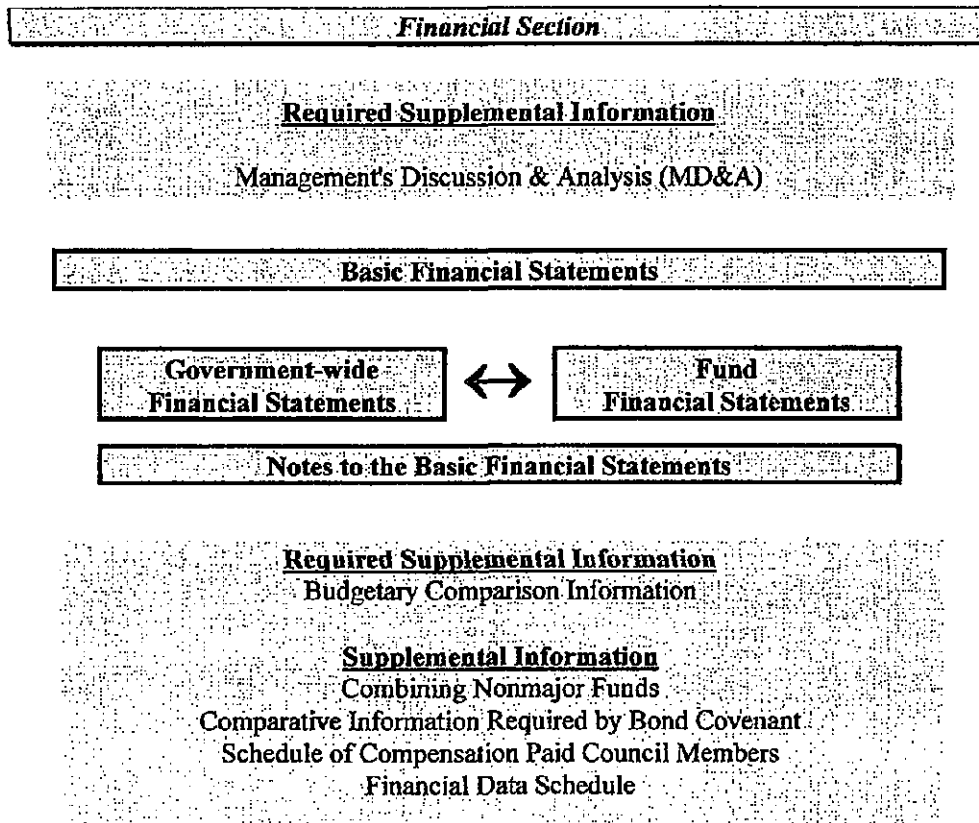 Financial Section
Required Supplemental Information
Management's Discussion & Analysis (MD&A)
Basic Financial Statements
Government-wide
Financial Statements
Fund
Financial Statements
Notes to the Basic Financial Statements
Required Supplemental Information
Budgetary Comparison Information
Supplemental Information
Combining Nonmajor Funds
Comparative Information Required by Bond Covenant
Schedule of Compensation Paid Council Members
Financial Data Schedule